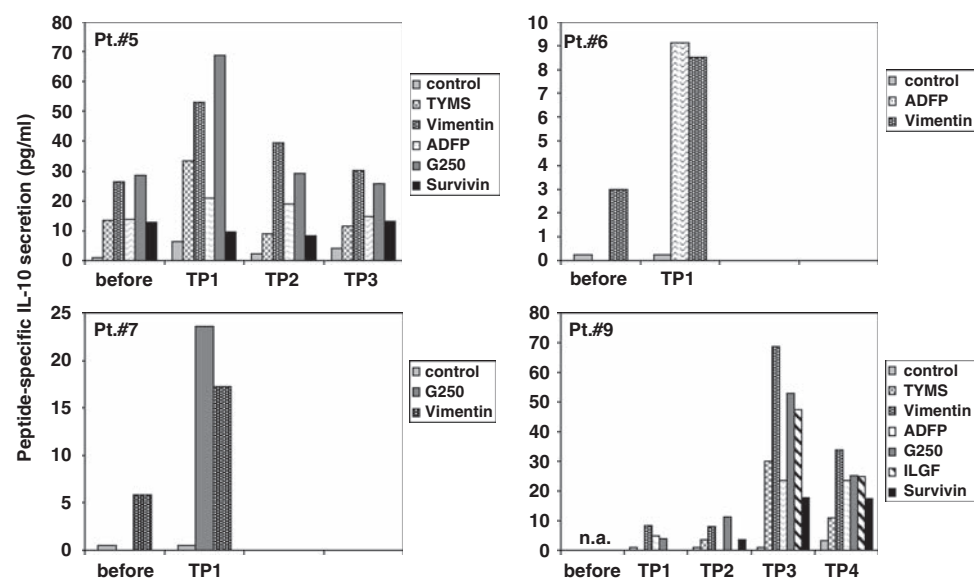 Peptide-specific IL-10 secretion (pg/ml)
Pt.#5
80
70
60
50
40
30
20
10
0
before TP1 TP2 TP3
control
TYMS
Vimentin
ADFP
G250
Survivin
Pt.#6
10
9
8
7
6
5
4
3
2
1
0
before TP1
control
ADFP
Vimentin
Pt.#7
25
20
15
10
5
0
before TP1
control
G250
Vimentin
Pt.#9
80
70
60
50
40
30
20
10
0
n.a.
before TP1 TP2 TP3 TP4
control
TYMS
Vimentin
ADFP
G250
ILGF
Survivin